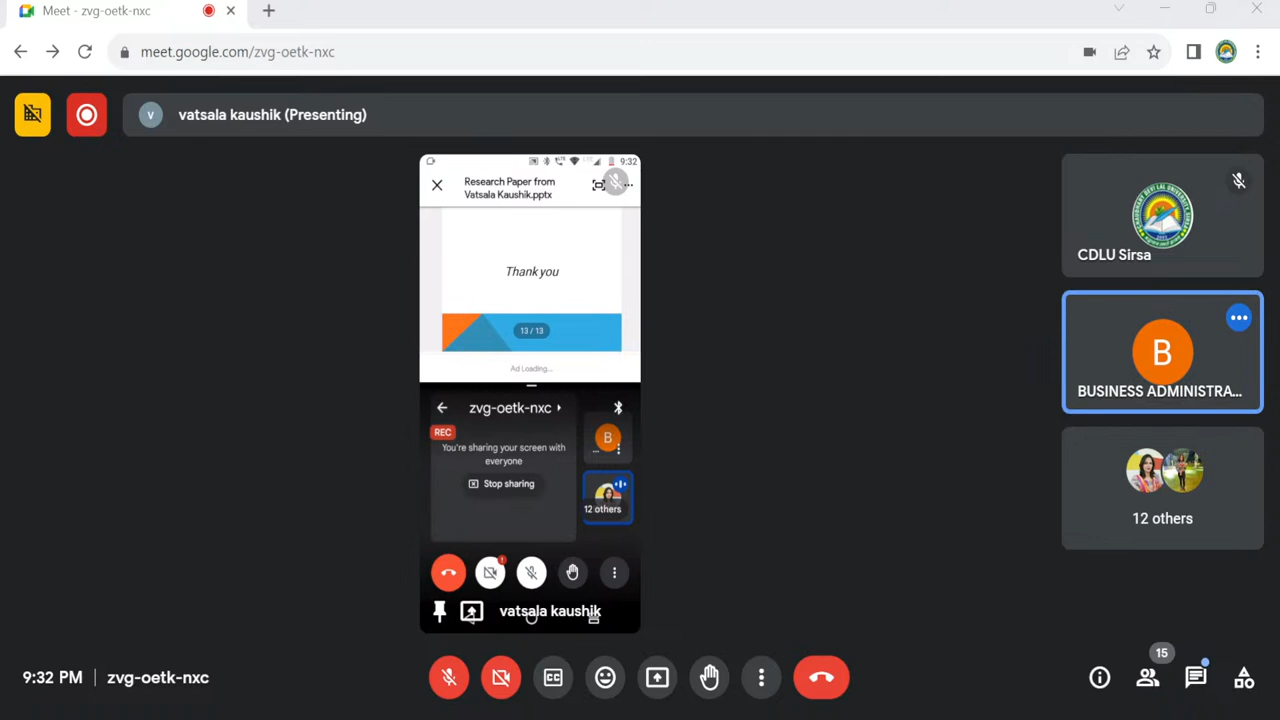 Meet - zvg-oetk-nxc
meet.google.com/zvg-oetk-nxc
v
vatsala kaushik (Presenting)
9:32
Research Paper from
Vatsala Kaushik.pptx
Thank you
13 / 13
Ad Loading...
zvg-oetk-nxc
REC
You're sharing your screen with
everyone
Stop sharing
B
...
12 others
vatsala kaushik
CDLU Sirsa
B
BUSINESS ADMINISTRA...
12 others
9:32 PM
zvg-oetk-nxc
CC
15